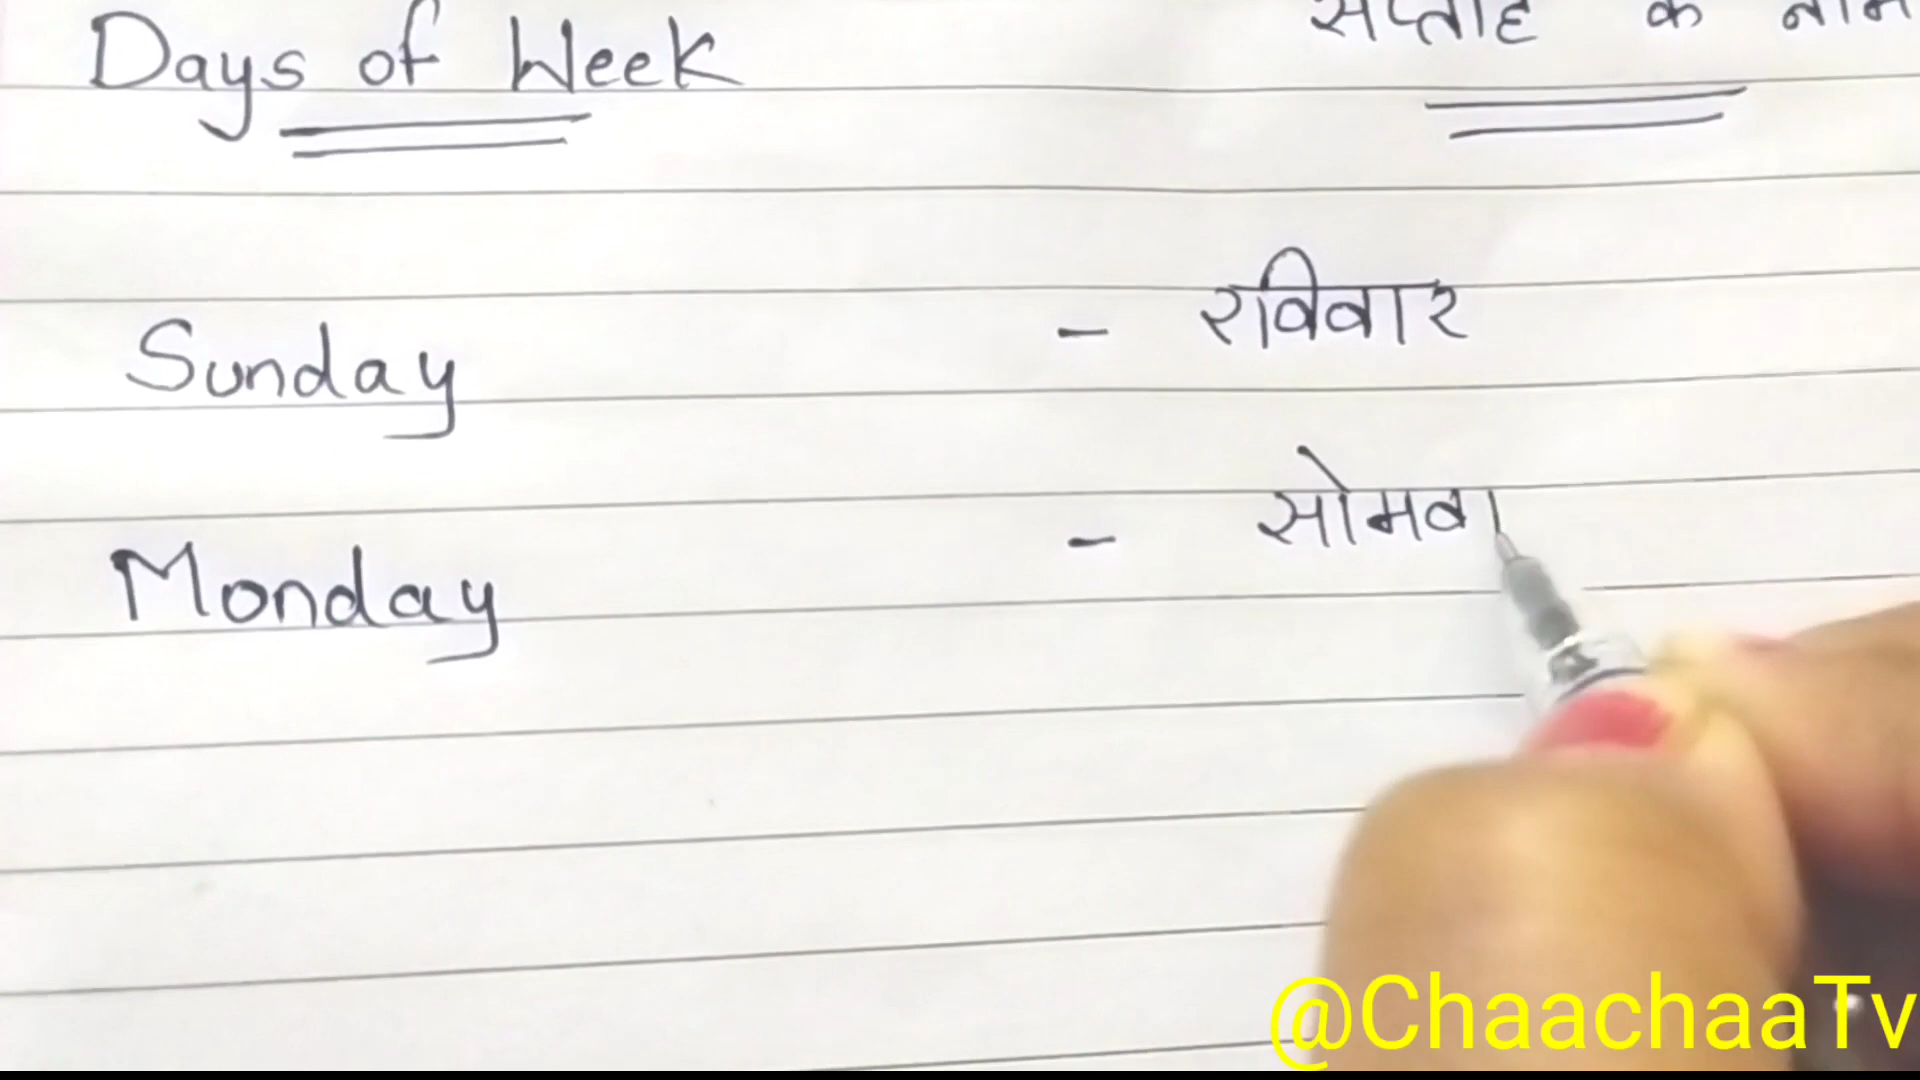 Days of Week सप्ताह के नाम
Sunday - रविवार
Monday - सोमवा
@ChaachaaTv